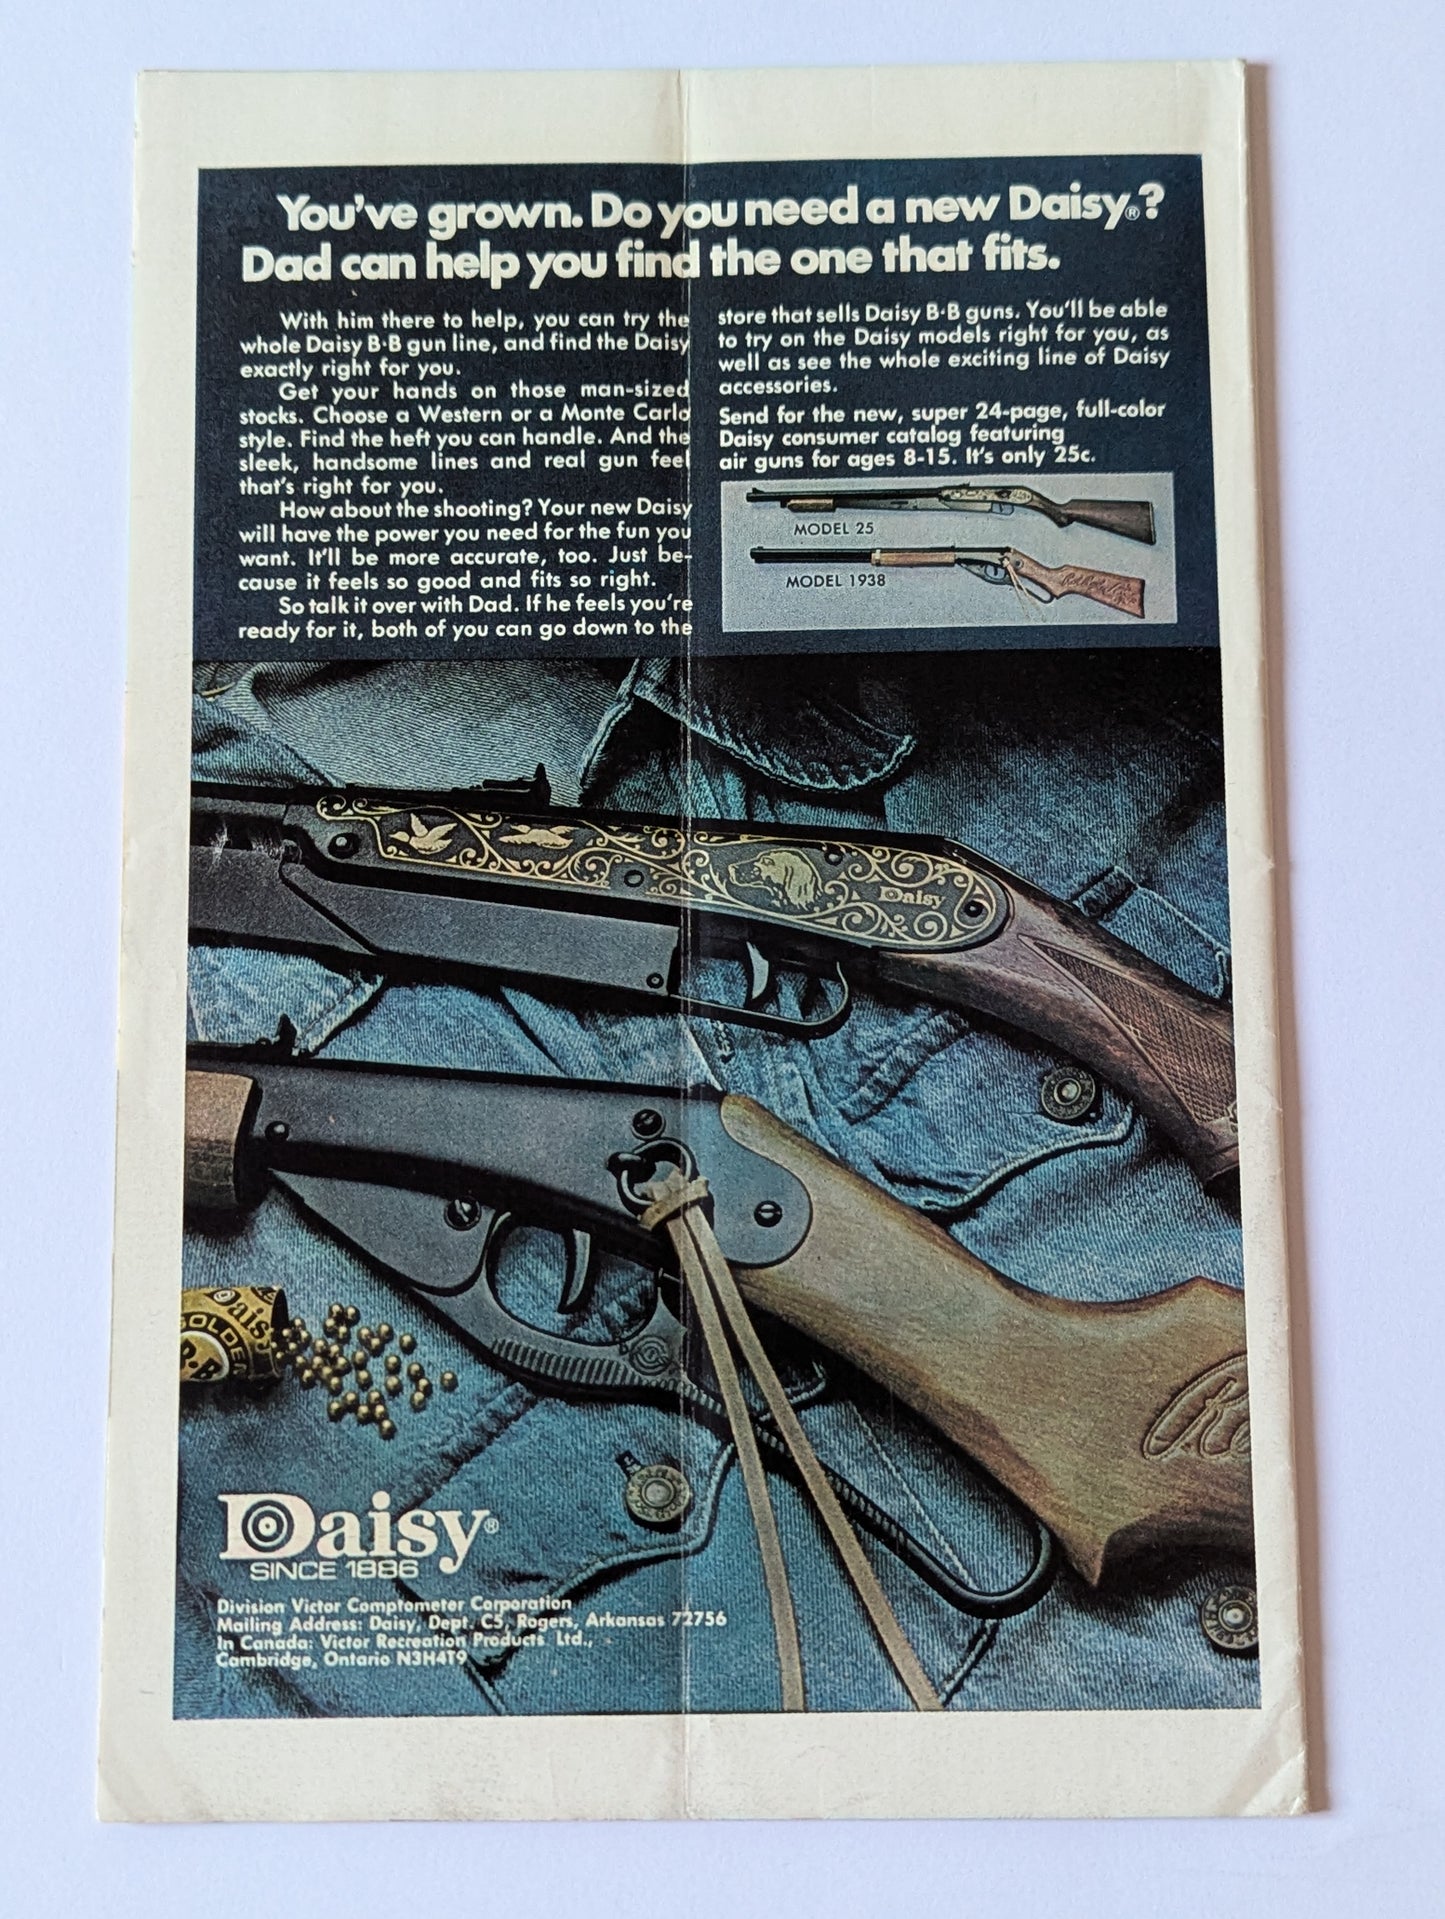 You've grown. Do you need a new Daisy®?
Dad can help you find the one that fits.
With him there to help, you can try the
whole Daisy B·B gun line, and find the Daisy
exactly right for you.
Get your hands on those man-sized
stocks. Choose a Western or a Monte Carlo
style. Find the heft you can handle. And the
sleek, handsome lines and real gun feel
that's right for you.
How about the shooting? Your new Daisy
will have the power you need for the fun you
want. It'll be more accurate, too. Just be-
cause it feels so good and fits so right.
So talk it over with Dad. If he feels you're
ready for it, both of you can go down to the
store that sells Daisy B·B guns. You'll be able
to try on the Daisy models right for you, as
well as see the whole exciting line of Daisy
accessories.
Send for the new, super 24-page, full-color
Daisy consumer catalog featuring
air guns for ages 8-15. It's only 25c.
MODEL 25
MODEL 1938
Daisy
Daisy
GOLDEN
B·B
Daisy®
SINCE 1886
Division Victor Comptometer Corporation
Mailing Address: Daisy, Dept. C5, Rogers, Arkansas 72756
In Canada: Victor Recreation Products Ltd.,
Cambridge, Ontario N3H4T9